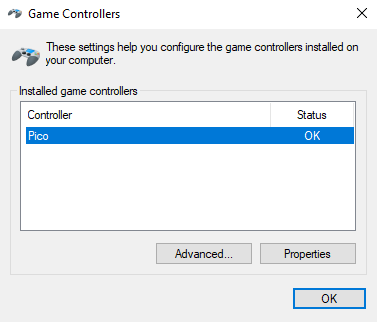 Game Controllers
These settings help you configure the game controllers installed on
your computer.
Installed game controllers
Controller Status
Pico OK
Advanced... Properties
OK